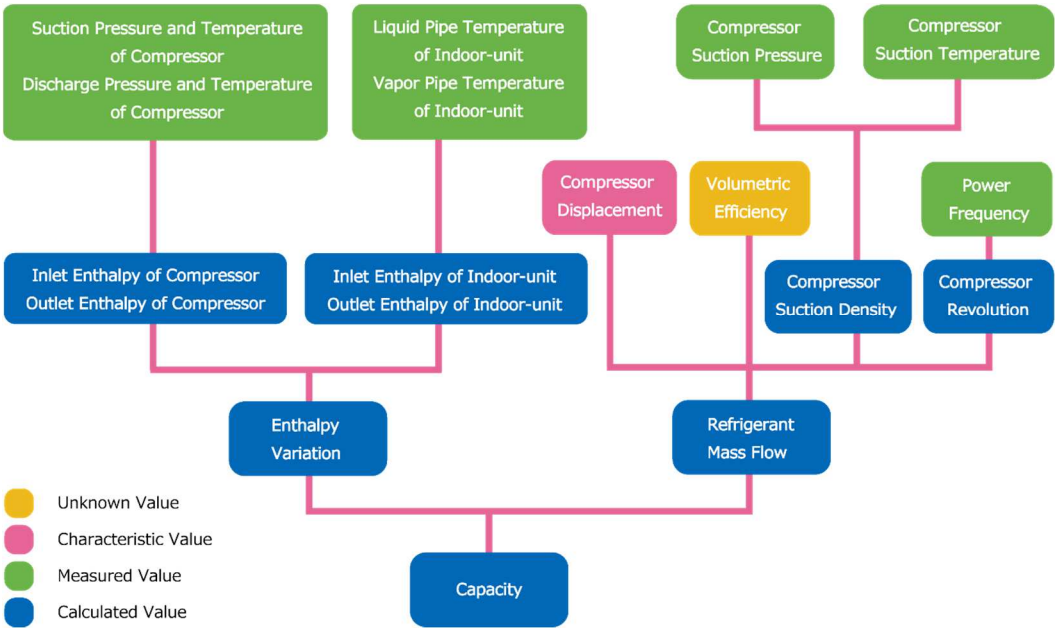 Suction Pressure and Temperature
of Compressor
Discharge Pressure and Temperature
of Compressor
Liquid Pipe Temperature
of Indoor-unit
Vapor Pipe Temperature
of Indoor-unit
Compressor
Suction Pressure
Compressor
Suction Temperature
Compressor
Displacement
Volumetric
Efficiency
Power
Frequency
Inlet Enthalpy of Compressor
Outlet Enthalpy of Compressor
Inlet Enthalpy of Indoor-unit
Outlet Enthalpy of Indoor-unit
Compressor
Suction Density
Compressor
Revolution
Enthalpy
Variation
Refrigerant
Mass Flow
Unknown Value
Characteristic Value
Measured Value
Calculated Value
Capacity